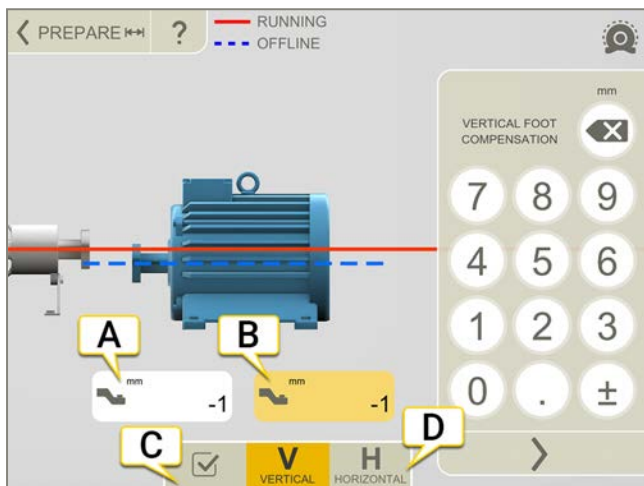 PREPARE
?
RUNNING
OFFLINE
mm
VERTICAL FOOT
COMPENSATION
7 8 9
4 5 6
1 2 3
0 . ±
A
B
mm
-1
mm
-1
C
D
V
VERTICAL
H
HORIZONTAL